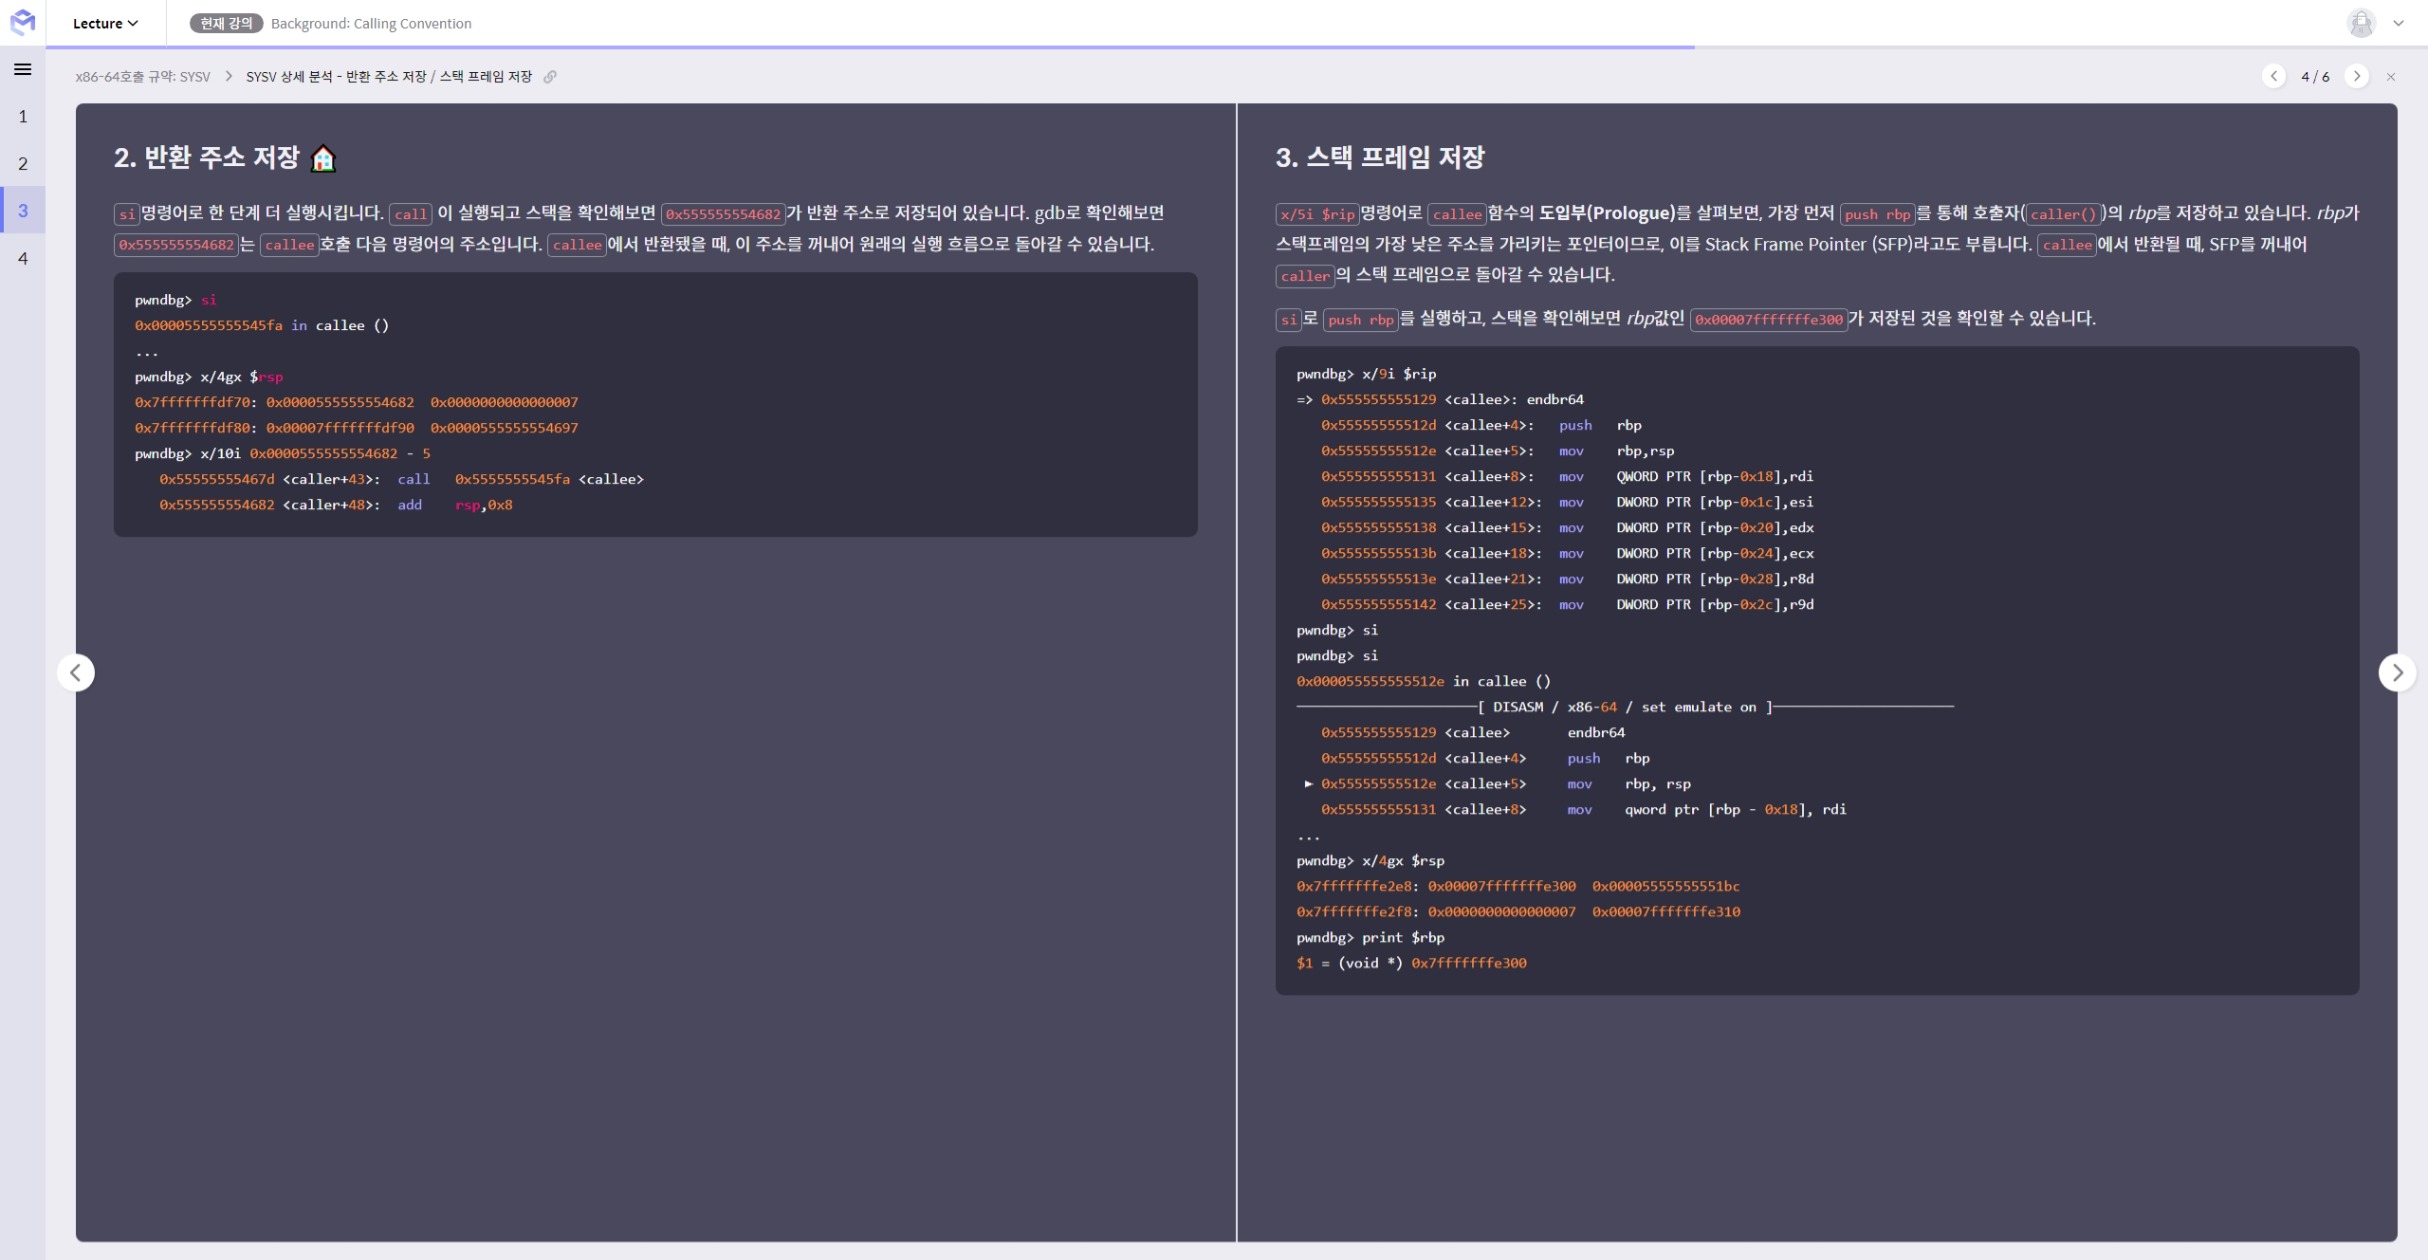 Lecture
현재 강의 Background: Calling Convention
x86-64호출 규약: SYSV > SYSV 상세 분석 - 반환 주소 저장 / 스택 프레임 저장
4 / 6
1
2
3
4
2. 반환 주소 저장
si명령어로 한 단계 더 실행시킵니다. call 이 실행되고 스택을 확인해보면 0x555555554682가 반환 주소로 저장되어 있습니다. gdb로 확인해보면
0x555555554682는 callee호출 다음 명령어의 주소입니다. callee에서 반환됐을 때, 이 주소를 꺼내어 원래의 실행 흐름으로 돌아갈 수 있습니다.
pwndbg> si
0x00005555555545fa in callee ()
...
pwndbg> x/4gx $rsp
0x7fffffffdf70: 0x0000555555554682 0x0000000000000007
0x7fffffffdf80: 0x00007fffffffdf90 0x0000555555554697
pwndbg> x/10i 0x0000555555554682 - 5
0x55555555467d <caller+43>: call 0x5555555545fa <callee>
0x555555554682 <caller+48>: add rsp,0x8
3. 스택 프레임 저장
x/5i $rip명령어로 callee함수의 도입부(Prologue)를 살펴보면, 가장 먼저 push rbp를 통해 호출자(caller())의 rbp를 저장하고 있습니다. rbp가
스택프레임의 가장 낮은 주소를 가리키는 포인터이므로, 이를 Stack Frame Pointer (SFP)라고도 부릅니다. callee에서 반환될 때, SFP를 꺼내어
caller의 스택 프레임으로 돌아갈 수 있습니다.
si로 push rbp를 실행하고, 스택을 확인해보면 rbp값인 0x00007fffffffe300가 저장된 것을 확인할 수 있습니다.
pwndbg> x/9i $rip
=> 0x555555555129 <callee>: endbr64
0x55555555512d <callee+4>: push rbp
0x55555555512e <callee+5>: mov rbp,rsp
0x555555555131 <callee+8>: mov QWORD PTR [rbp-0x18],rdi
0x555555555135 <callee+12>: mov DWORD PTR [rbp-0x1c],esi
0x555555555138 <callee+15>: mov DWORD PTR [rbp-0x20],edx
0x55555555513b <callee+18>: mov DWORD PTR [rbp-0x24],ecx
0x55555555513e <callee+21>: mov DWORD PTR [rbp-0x28],r8d
0x555555555142 <callee+25>: mov DWORD PTR [rbp-0x2c],r9d
pwndbg> si
pwndbg> si
0x000055555555512e in callee ()
──────────────────────[ DISASM / x86-64 / set emulate on ]──────────────────────
0x555555555129 <callee> endbr64
0x55555555512d <callee+4> push rbp
► 0x55555555512e <callee+5> mov rbp, rsp
0x555555555131 <callee+8> mov qword ptr [rbp - 0x18], rdi
...
pwndbg> x/4gx $rsp
0x7fffffffe2e8: 0x00007fffffffe300 0x00005555555551bc
0x7fffffffe2f8: 0x0000000000000007 0x00007fffffffe310
pwndbg> print $rbp
$1 = (void *) 0x7fffffffe300